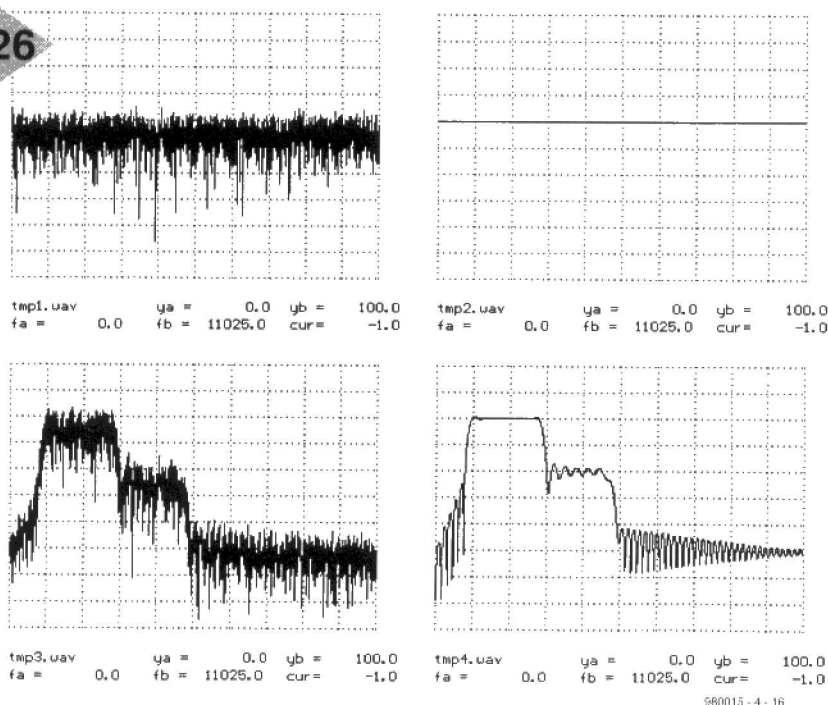 26
tmp1.wav ya = 0.0 yb = 100.0
fa = 0.0 fb = 11025.0 cur= -1.0
tmp2.wav ya = 0.0 yb = 100.0
fa = 0.0 fb = 11025.0 cur= -1.0
tmp3.wav ya = 0.0 yb = 100.0
fa = 0.0 fb = 11025.0 cur= -1.0
tmp4.wav ya = 0.0 yb = 100.0
fa = 0.0 fb = 11025.0 cur= -1.0
980015 - 4 - 16